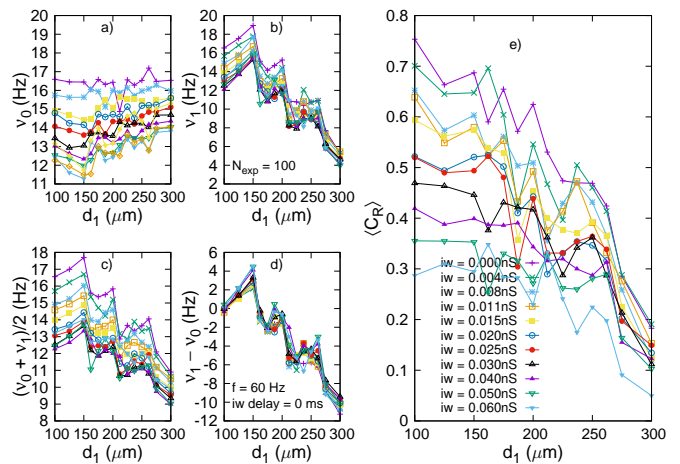 a)
ν0 (Hz)
21
20
19
18
17
16
15
14
13
12
11
100 150 200 250 300
d1 (μm)
b)
ν1 (Hz)
20
18
16
14
12
10
8
6
4
2
Nexp = 100
100 150 200 250 300
d1 (μm)
c)
(ν0 + ν1)/2 (Hz)
18
17
16
15
14
13
12
11
10
9
8
100 150 200 250 300
d1 (μm)
d)
ν1 − ν0 (Hz)
6
4
2
0
-2
-4
-6
-8
-10
-12
f = 60 Hz
iw delay = 0 ms
100 150 200 250 300
d1 (μm)
e)
⟨CR⟩
0.8
0.7
0.6
0.5
0.4
0.3
0.2
0.1
0
iw = 0.000nS
iw = 0.004nS
iw = 0.008nS
iw = 0.011nS
iw = 0.015nS
iw = 0.020nS
iw = 0.025nS
iw = 0.030nS
iw = 0.040nS
iw = 0.050nS
iw = 0.060nS
100 150 200 250 300
d1 (μm)